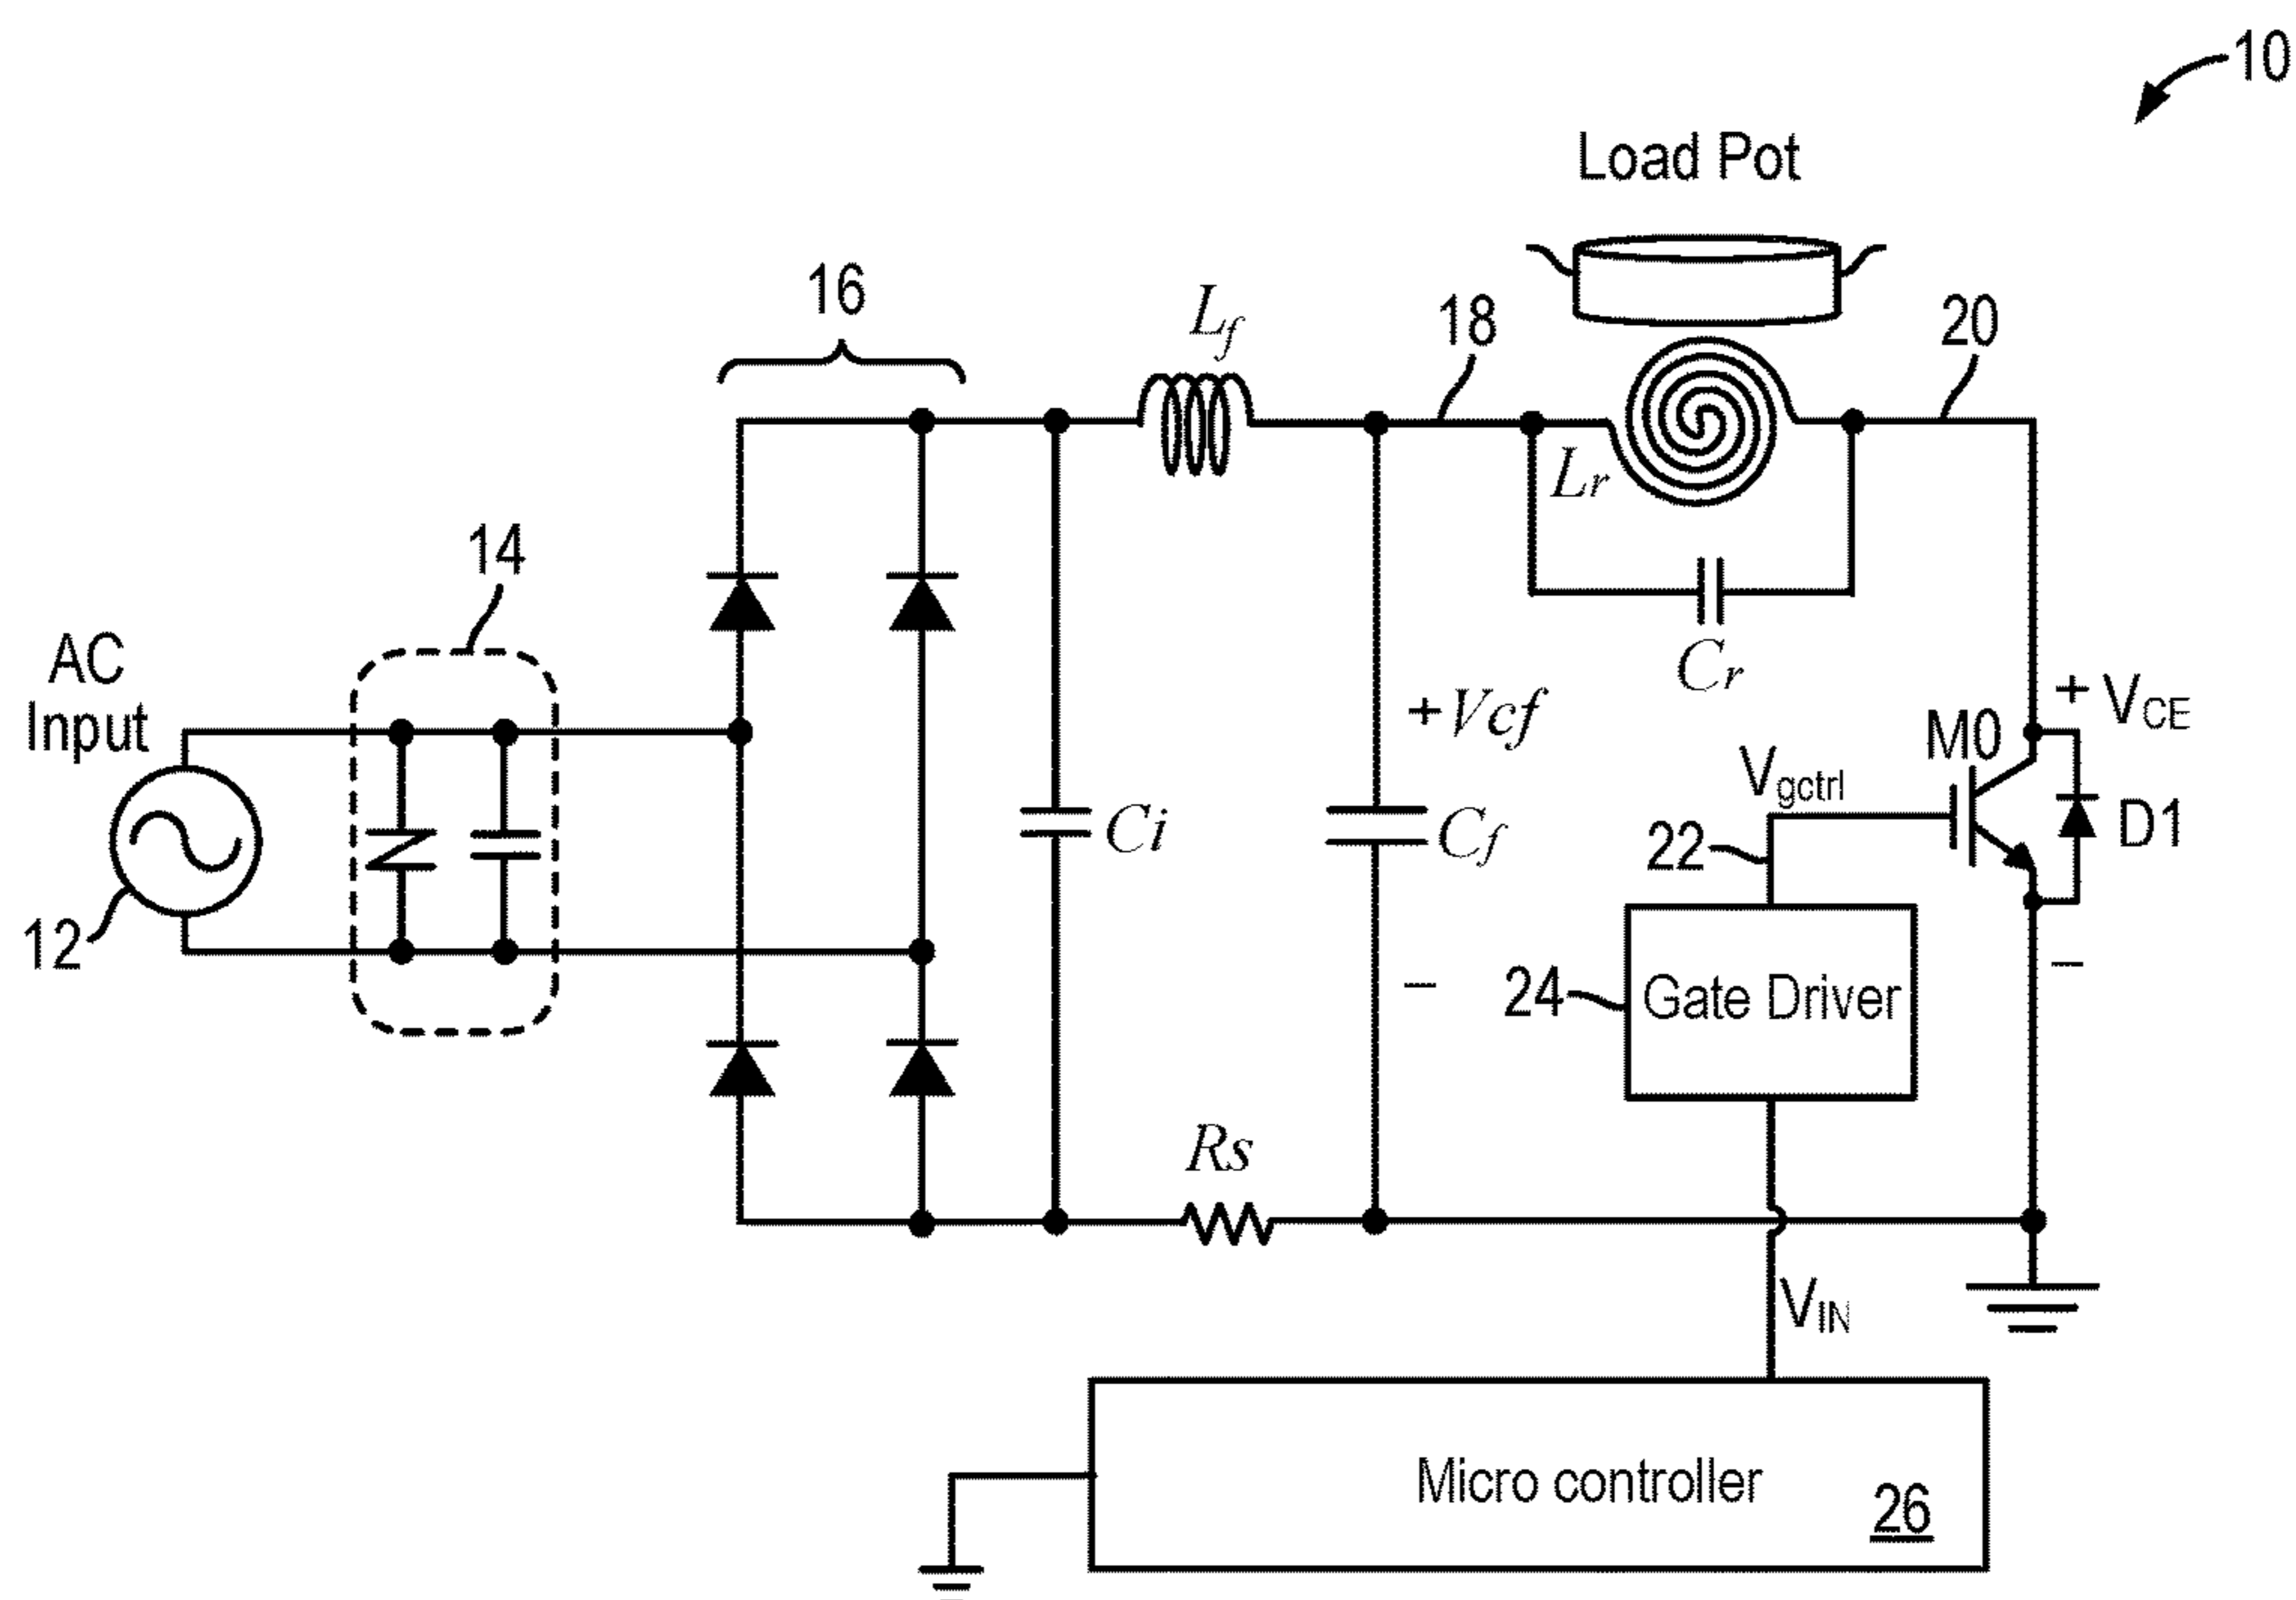 10
Load Pot
16
Lf
18
20
Lr
14
Cr
AC
Input
+Vcf
+ VCE
M0
Vgctrl
Ci
Cf
22
D1
12
24
Gate Driver
–
–
Rs
VIN
Micro controller
26